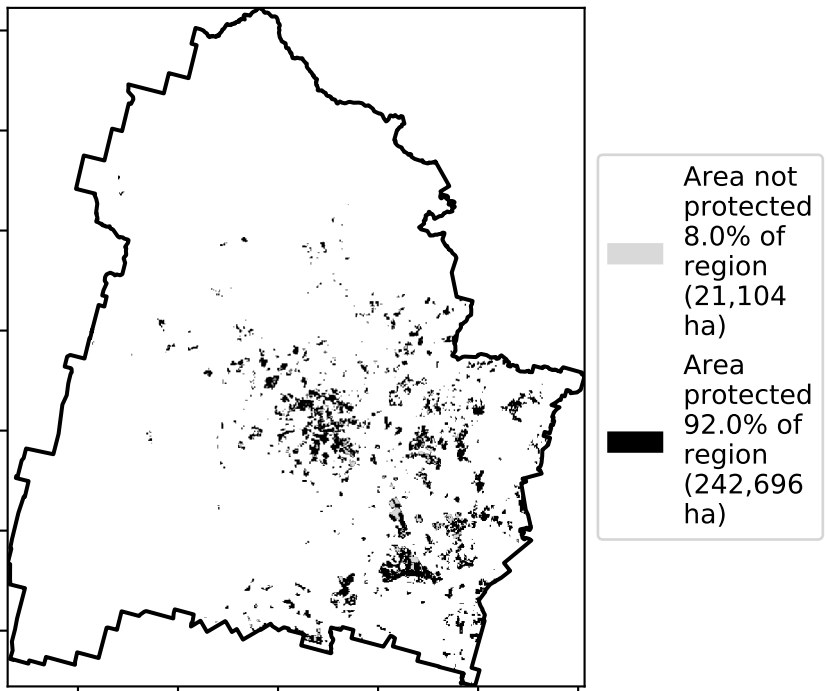 Area not
protected
8.0% of
region
(21,104
ha)
Area
protected
92.0% of
region
(242,696
ha)